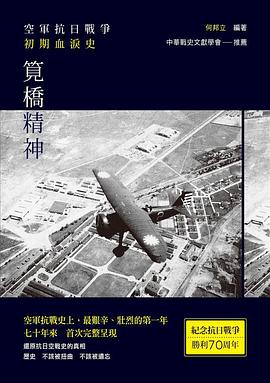 空軍抗日戰爭
初期血淚史
筧橋精神
何邦立 編著
中華戰史文獻學會──推薦
空軍抗戰史上，最艱辛、壯烈的第一年
七十年來 首次完整呈現
還原抗日空戰史的真相
歷史 不該被扭曲 不該被遺忘
紀念抗日戰爭
勝利70周年